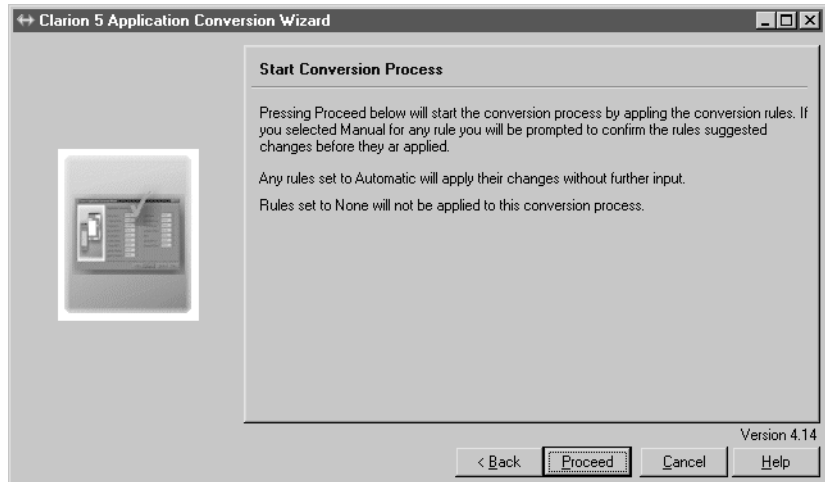 Clarion 5 Application Conversion Wizard
Start Conversion Process
Pressing Proceed below will start the conversion process by appling the conversion rules. If
you selected Manual for any rule you will be prompted to confirm the rules suggested
changes before they ar applied.
Any rules set to Automatic will apply their changes without further input.
Rules set to None will not be applied to this conversion process.
Version 4.14
< Back
Proceed
Cancel
Help